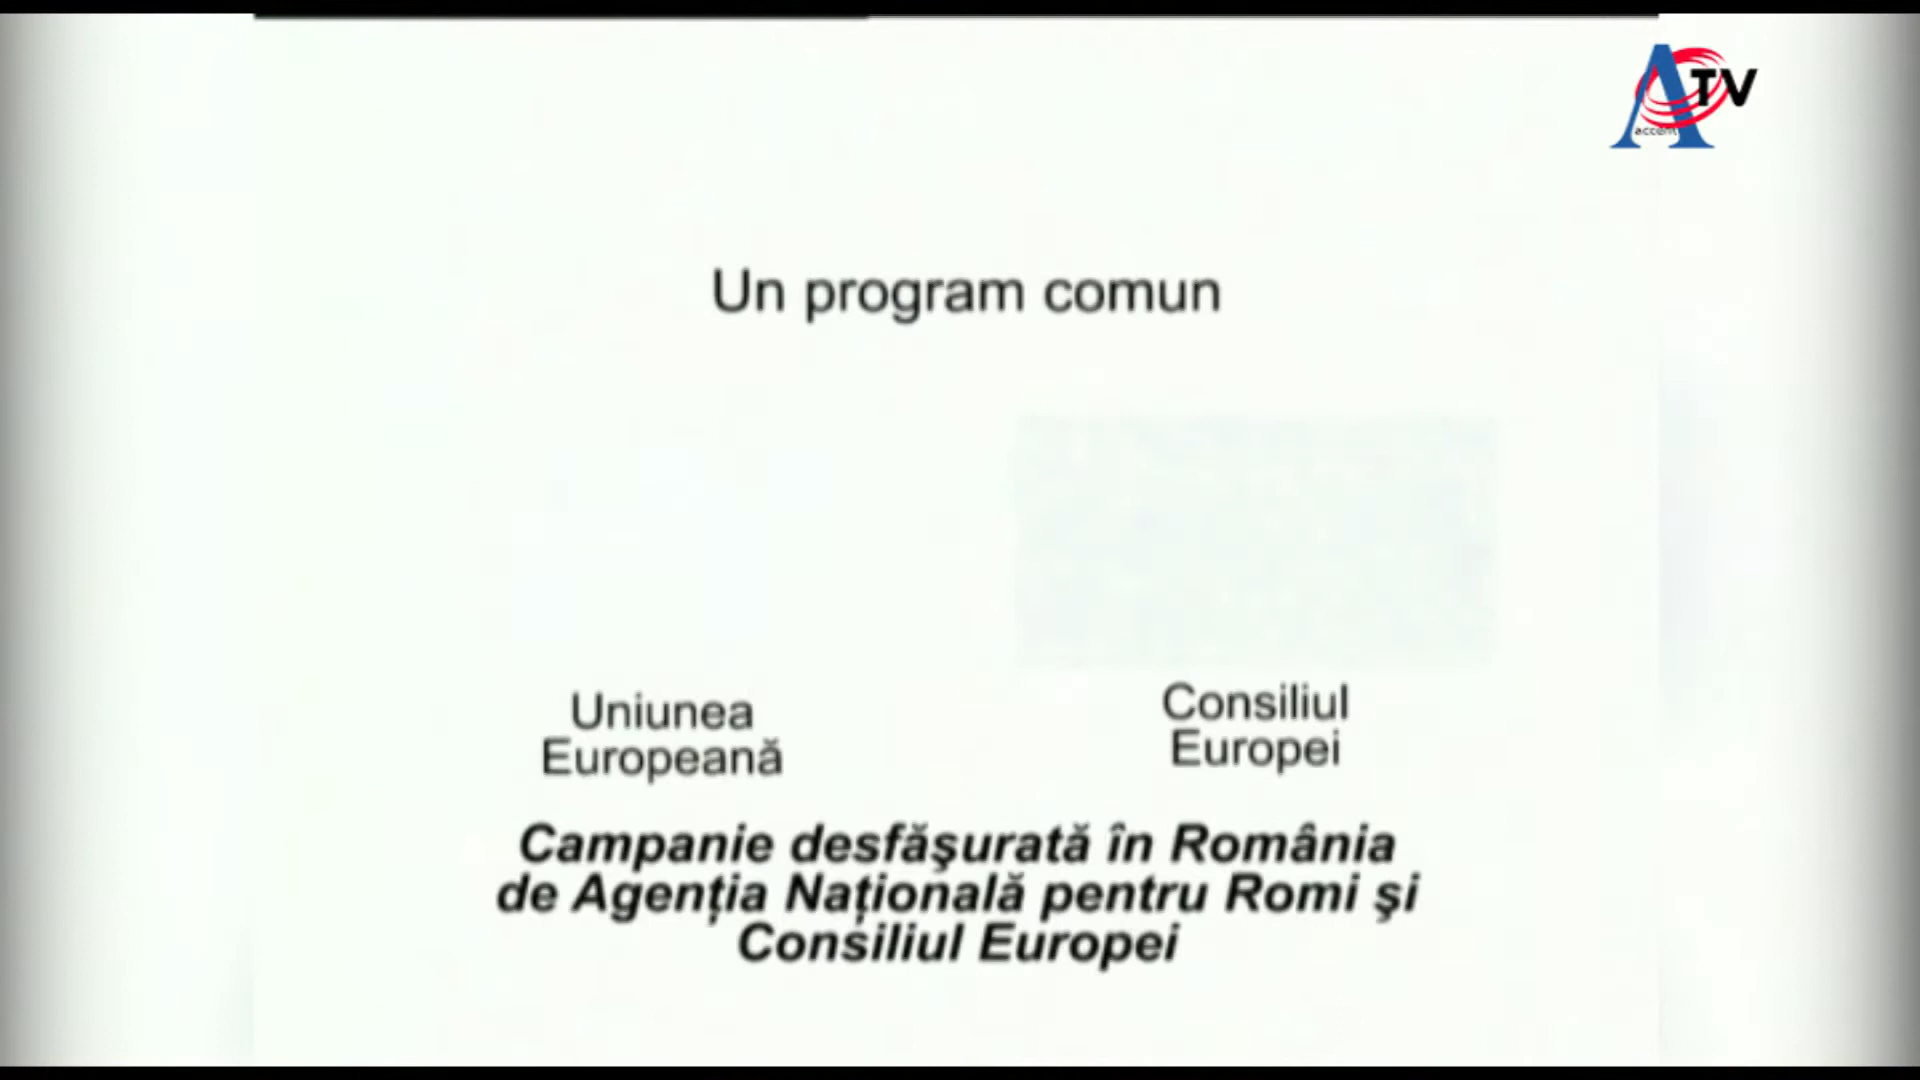 A TV
accent
Un program comun
Uniunea
Europeană
Consiliul
Europei
Campanie desfăşurată în România
de Agenția Națională pentru Romi şi
Consiliul Europei